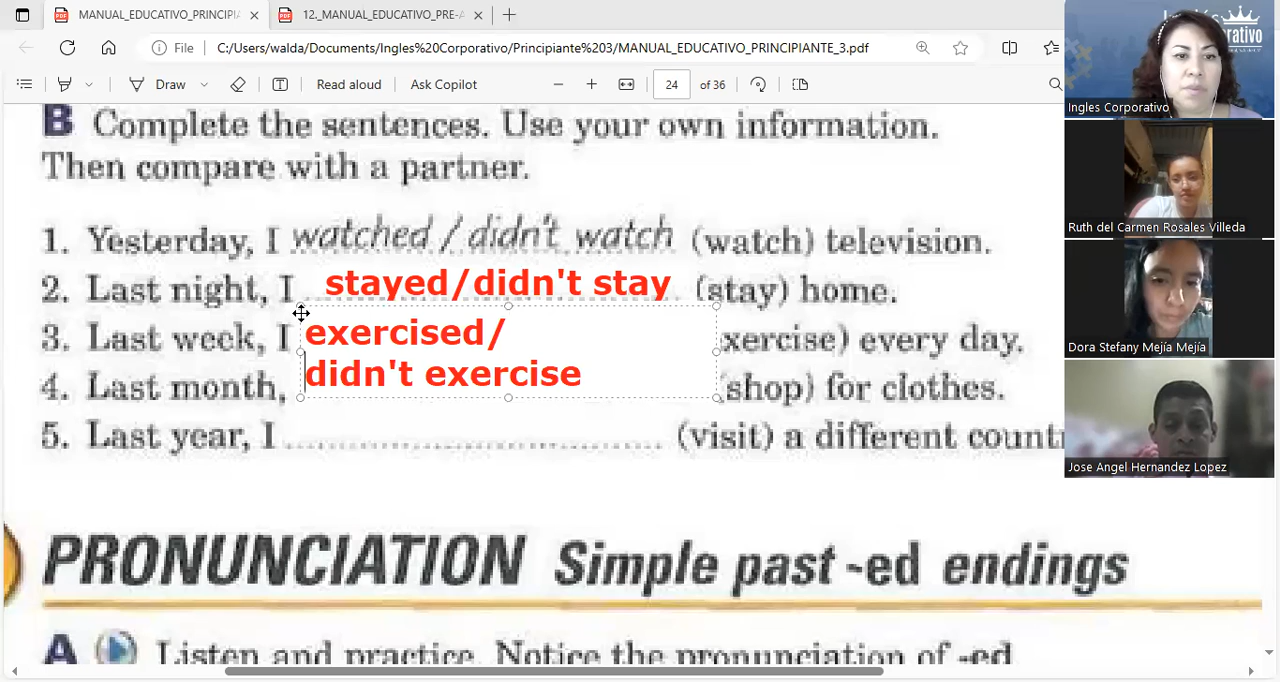 MANUAL_EDUCATIVO_PRINCIPIA
12._MANUAL_EDUCATIVO_PRE-A
File
C:/Users/walda/Documents/Ingles%20Corporativo/Principiante%203/MANUAL_EDUCATIVO_PRINCIPIANTE_3.pdf
Draw
Read aloud
Ask Copilot
24 of 36
B Complete the sentences. Use your own information.
Then compare with a partner.
1. Yesterday, I watched / didn't watch (watch) television.
2. Last night, I stayed/didn't stay (stay) home.
3. Last week, I exercised/ xercise) every day.
didn't exercise
4. Last month, (shop) for clothes.
5. Last year, I (visit) a different countr
PRONUNCIATION Simple past -ed endings
A Listen and practice. Notice the pronunciation of -ed
Ingles Corporativo
Ruth del Carmen Rosales Villeda
Dora Stefany Mejía Mejía
Jose Angel Hernandez Lopez